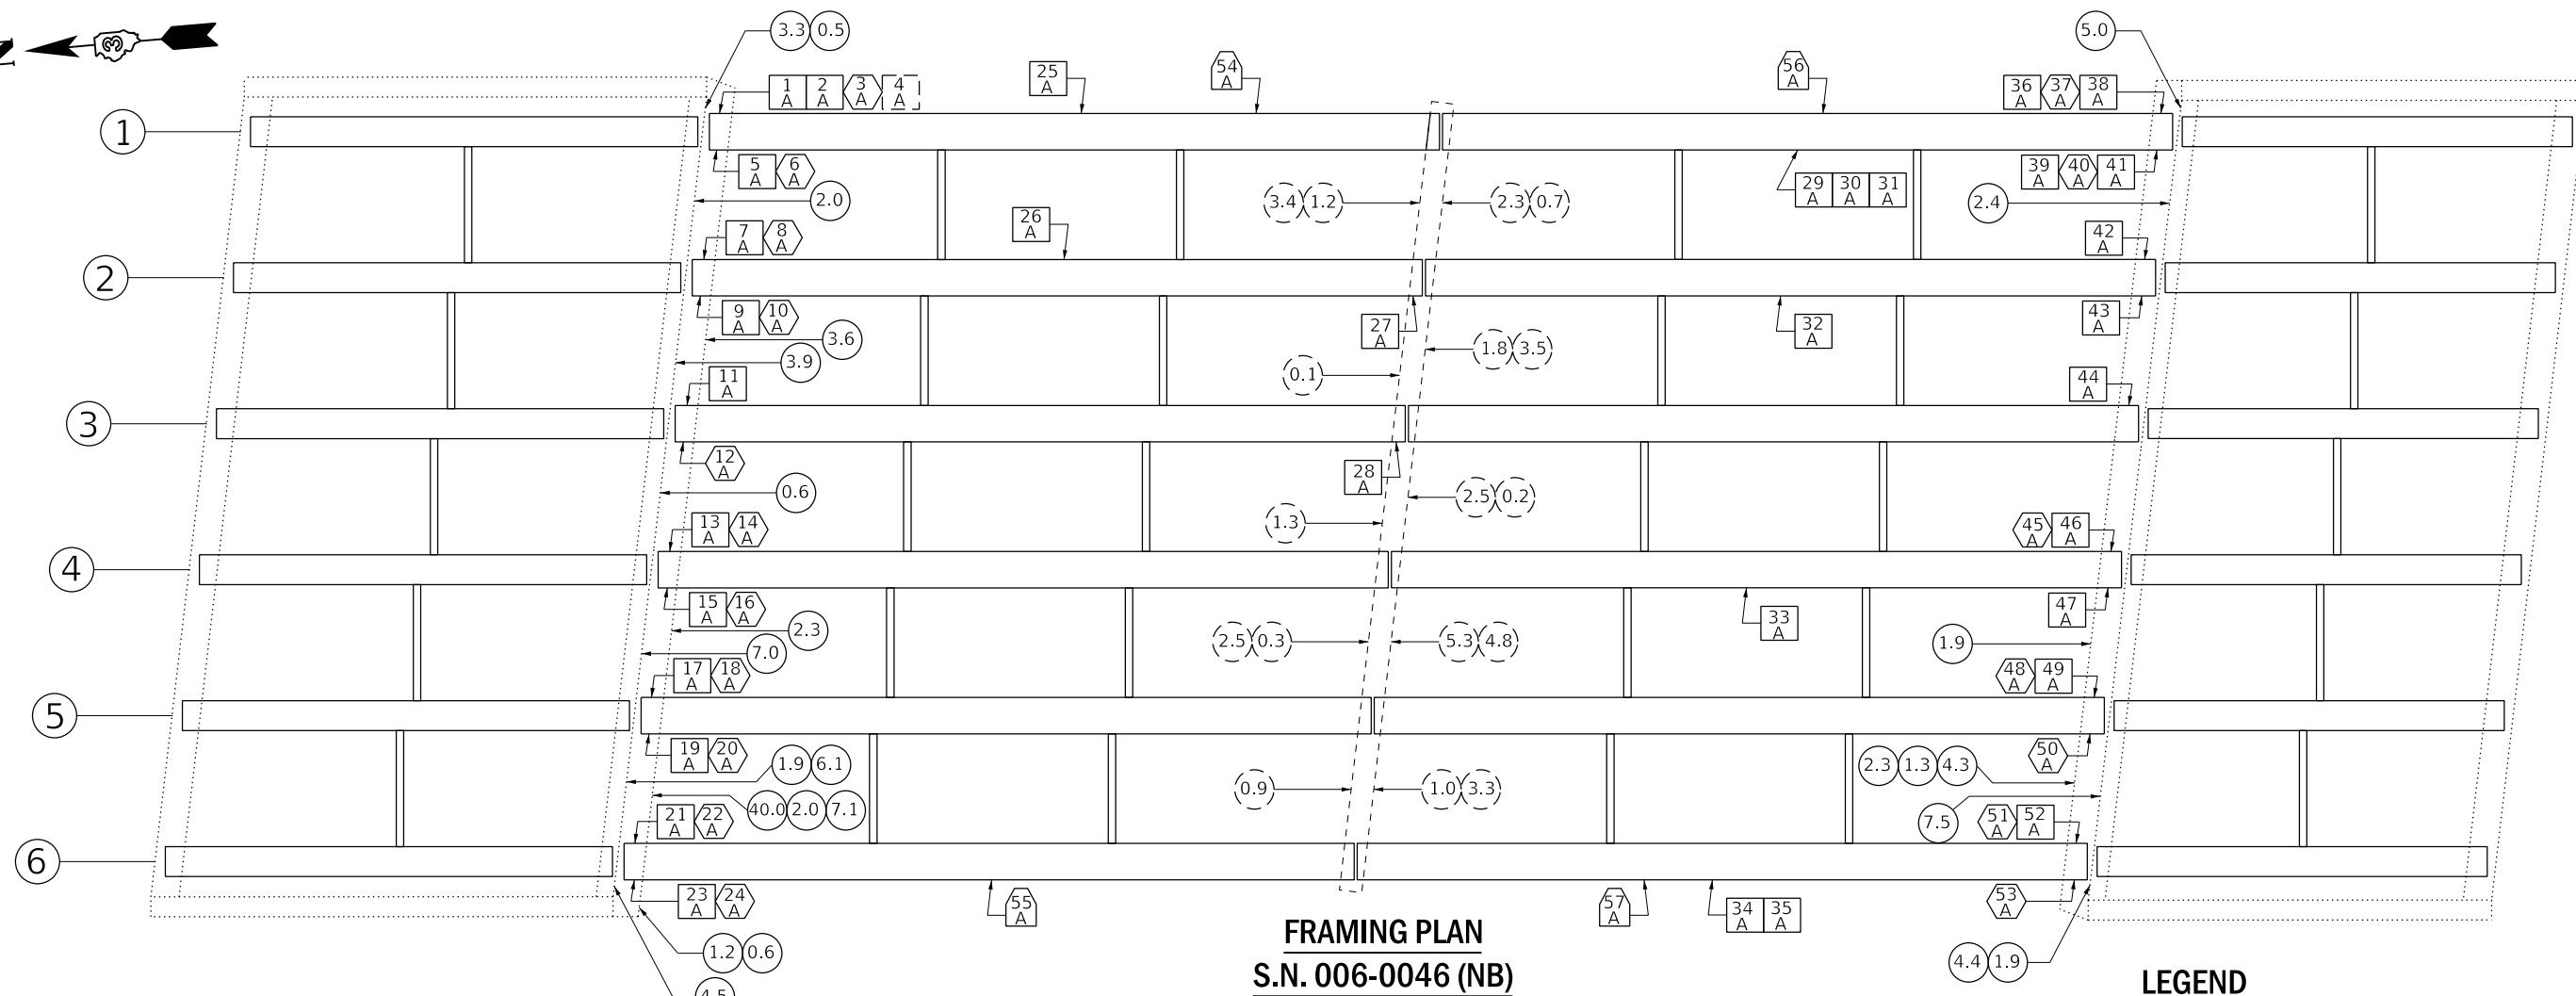 N
3.3 0.5
5.0
1 A 2 A 3 A 4 A
25 A
54 A
56 A
36 A 37 A 38 A
1
5 A 6 A
2.0
3.4 1.2
2.3 0.7
29 A 30 A 31 A
39 A 40 A 41 A
2.4
7 A 8 A
26 A
42 A
2
9 A 10 A
3.6
3.9
27 A
1.8 3.5
32 A
43 A
0.1
11 A
44 A
3
12 A
0.6
28 A
2.5 0.2
1.3
13 A 14 A
45 A 46 A
4
15 A 16 A
2.3
7.0
2.5 0.3
5.3 4.8
33 A
47 A
1.9
17 A 18 A
48 A 49 A
5
19 A 20 A
1.9 6.1
40.0 2.0 7.1
0.9
1.0 3.3
2.3 1.3 4.3
50 A
7.5
21 A 22 A
51 A 52 A
6
23 A 24 A
55 A
57 A
34 A 35 A
53 A
1.2 0.6
4.5
4.4 1.9
FRAMING PLAN
S.N. 006-0046 (NB)
LEGEND